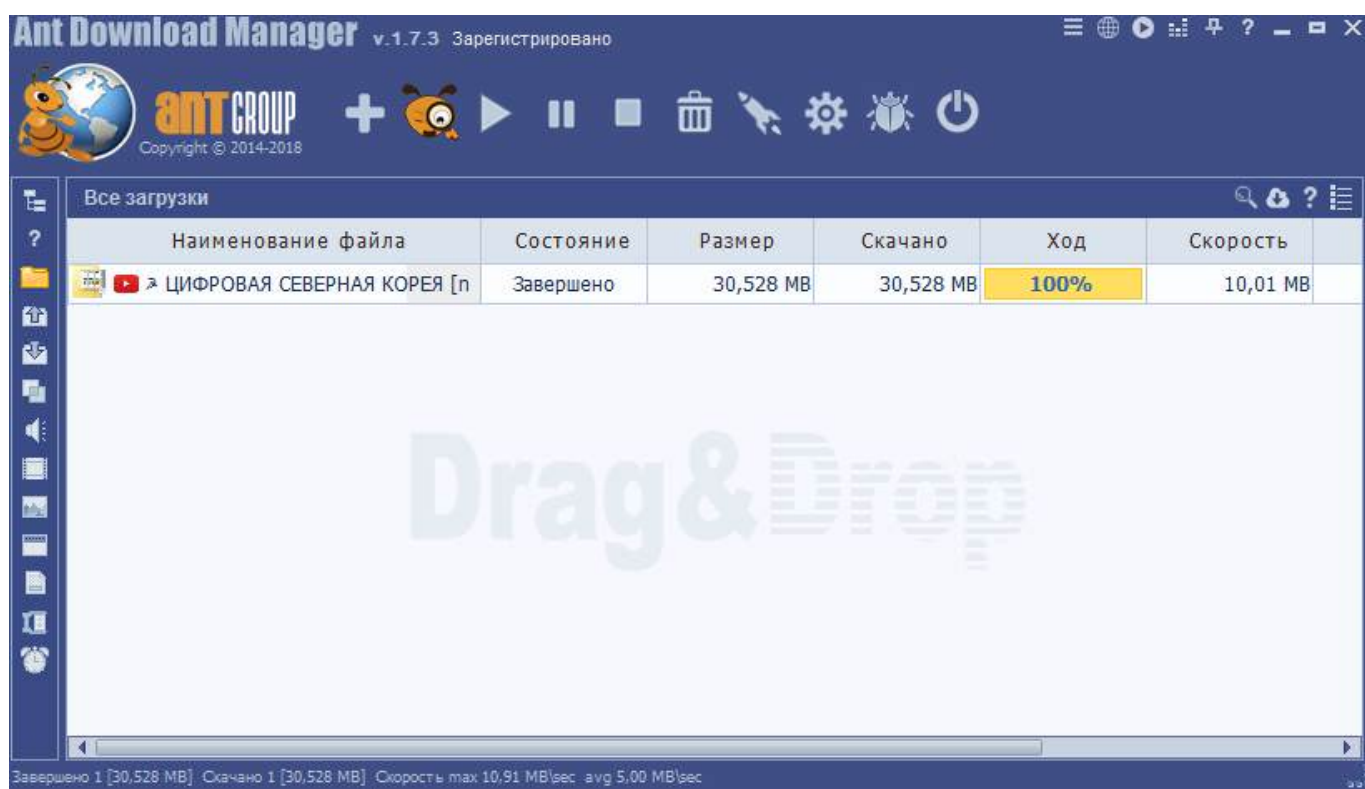 Ant Download Manager v.1.7.3 Зарегистрировано
ANT GROUP
Copyright © 2014-2018
Все загрузки
Наименование файла Состояние Размер Скачано Ход Скорость
ЦИФРОВАЯ СЕВЕРНАЯ КОРЕЯ [п Завершено 30,528 MB 30,528 MB 100% 10,01 MB
Drag&Drop
Завершено 1 [30,528 MB] Скачано 1 [30,528 MB] Скорость max 10,91 MB\sec avg 5,00 MB\sec